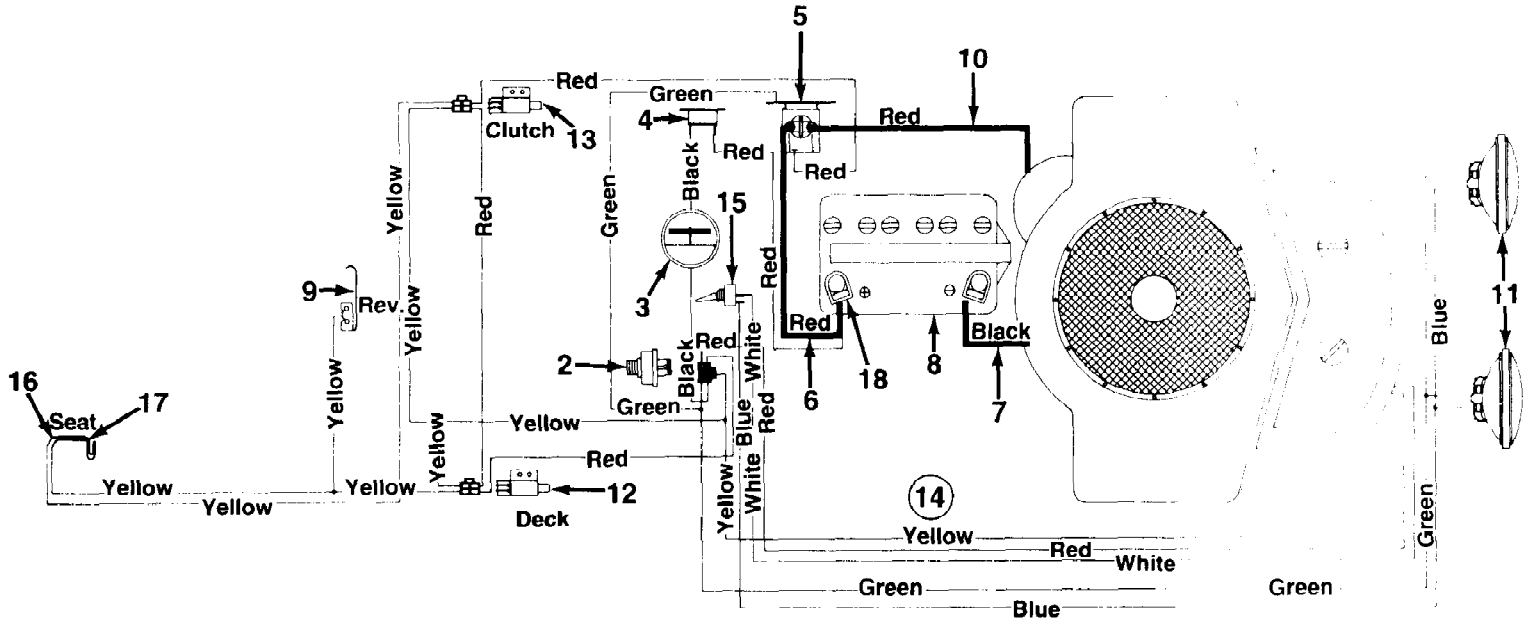 5
10
Red
Green
Red
4
Clutch
13
Red
Red
Black
Yellow
Green
Red
15
9
Rev.
3
Red
11
Yellow
Blue
Red
Black
Red
White
2
Black
18
8
6
7
16
Seat
17
Yellow
Green
Yellow
Blue
Red
Yellow
Red
Yellow
Yellow
12
Yellow
White
14
Green
Yellow
Deck
Yellow
Red
White
Green
Green
Blue